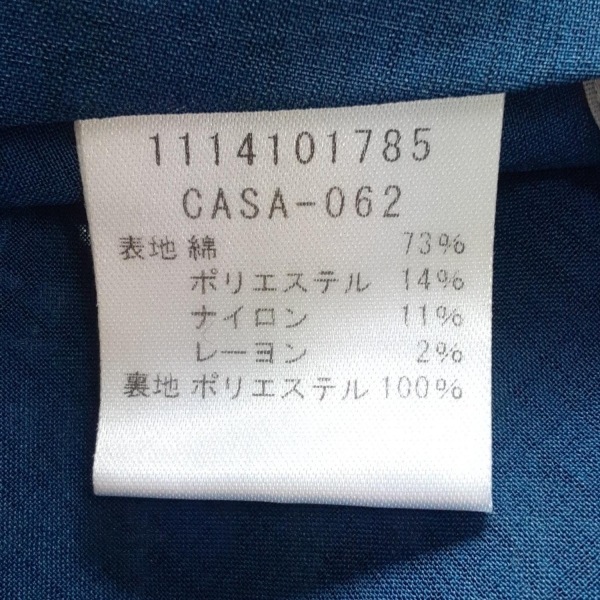 1114101785
CASA-062
表地 綿 73%
ポリエステル 14%
ナイロン 11%
レーヨン 2%
裏地 ポリエステル 100%